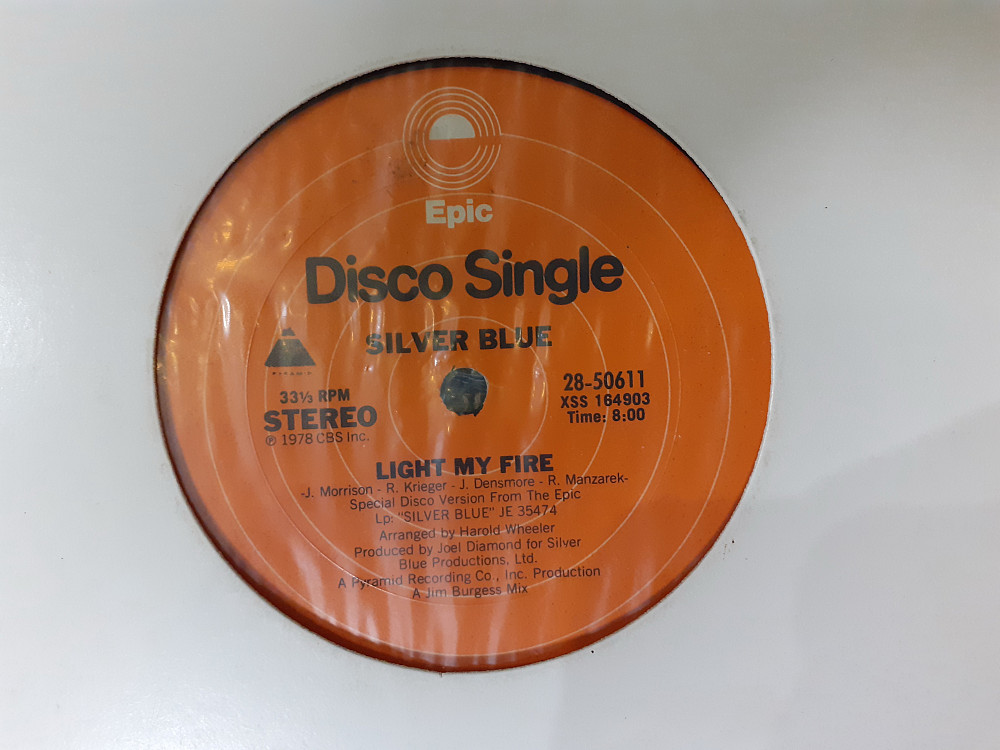 Epic
Disco Single
SILVER BLUE
PYRAMID
33⅓ RPM
STEREO
℗ 1978 CBS Inc.
28-50611
XSS 164903
Time: 8:00
LIGHT MY FIRE
-J. Morrison - R. Krieger - J. Densmore - R. Manzarek-
Special Disco Version From The Epic
Lp: "SILVER BLUE" JE 35474
Arranged by Harold Wheeler
Produced by Joel Diamond for Silver
Blue Productions, Ltd.
A Pyramid Recording Co., Inc. Production
A Jim Burgess Mix